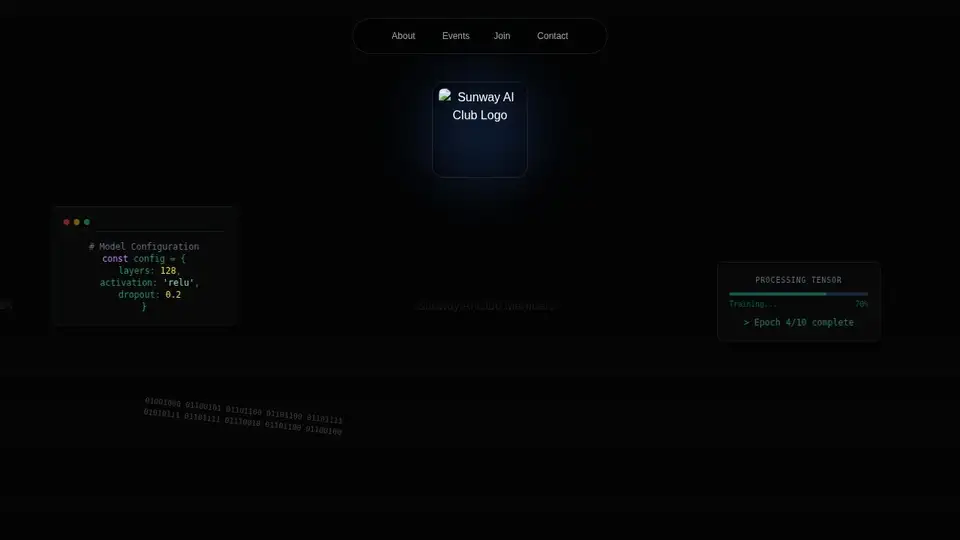 About
Events
Join
Contact
Sunway AI
Club Logo
# Model Configuration
const config = {
layers: 128,
activation: 'relu',
dropout: 0.2
}
PROCESSING TENSOR
Training... 70%
> Epoch 4/10 complete
01001000 01100101 01101100 01101100 01101111
01010111 01101111 01110010 01101100 01100100